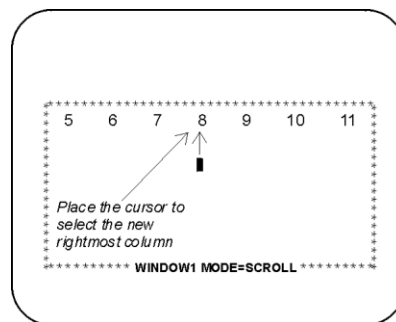 5 6 7 8 9 10 11
Place the cursor to
select the new
rightmost column
WINDOW1 MODE=SCROLL